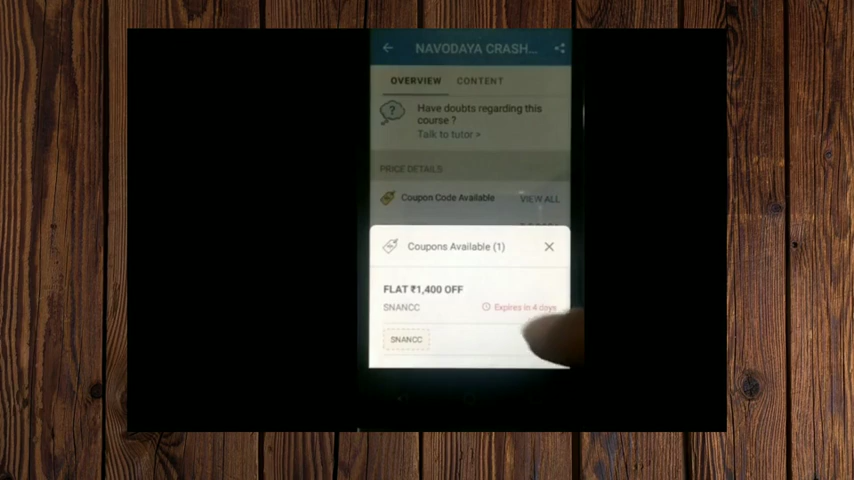 NAVODAYA CRASH...
OVERVIEW CONTENT
?
Have doubts regarding this
course ?
Talk to tutor >
PRICE DETAILS
Coupon Code Available VIEW ALL
Coupons Available (1)
FLAT ₹1,400 OFF
SNANCC Expires in 4 days
SNANCC